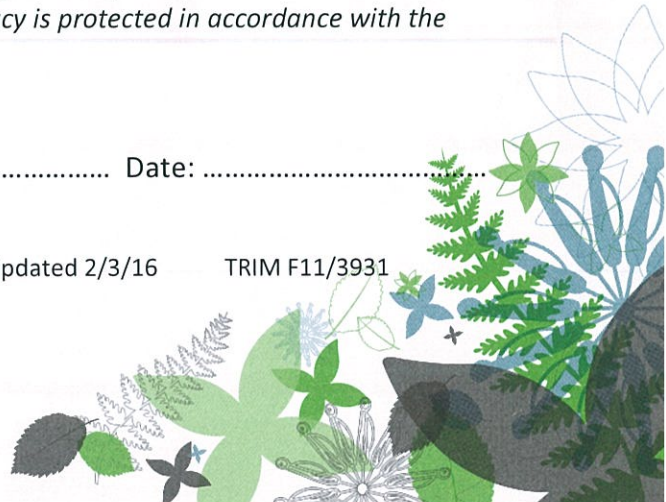 cy is protected in accordance with the
................ Date: ..........................................
pdated 2/3/16 TRIM F11/3931